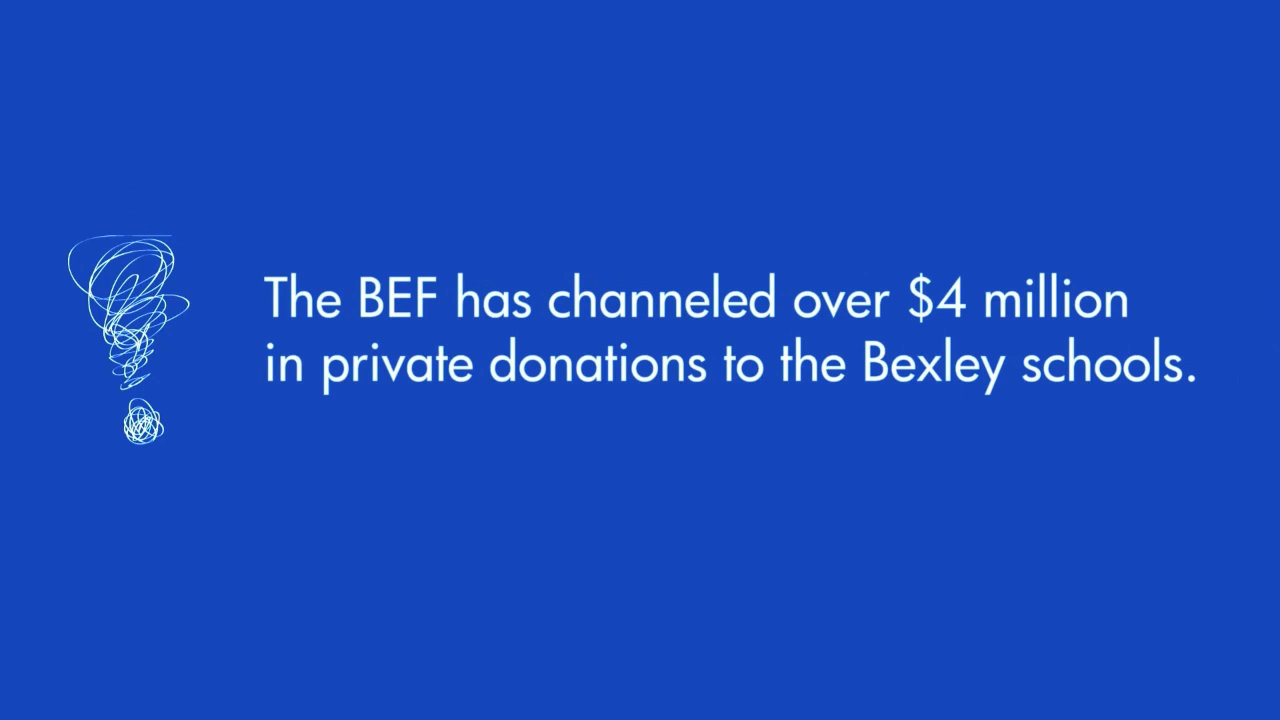 The BEF has channeled over $4 million
in private donations to the Bexley schools.